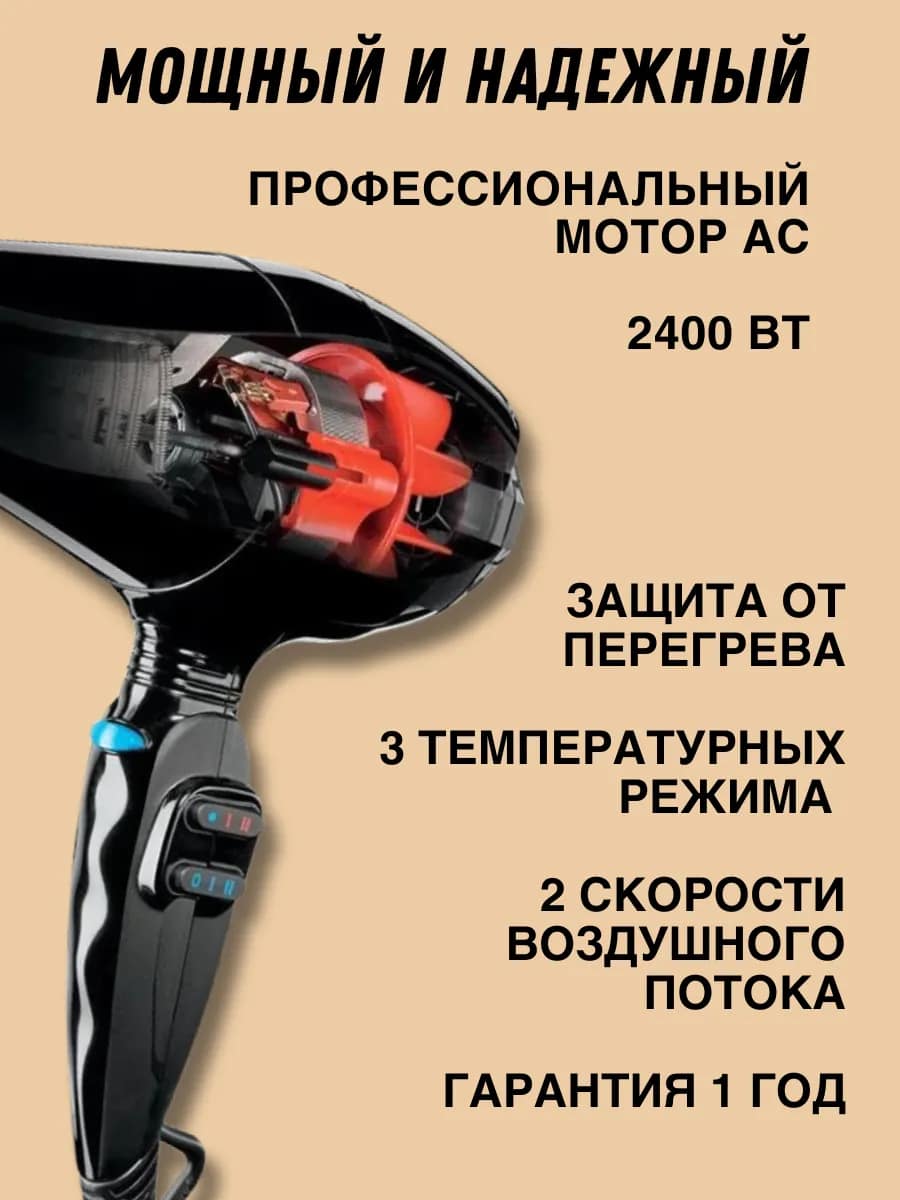 МОЩНЫЙ И НАДЕЖНЫЙ
ПРОФЕССИОНАЛЬНЫЙ
МОТОР АС
2400 ВТ
ЗАЩИТА ОТ
ПЕРЕГРЕВА
3 ТЕМПЕРАТУРНЫХ
РЕЖИМА
2 СКОРОСТИ
ВОЗДУШНОГО
ПОТОКА
ГАРАНТИЯ 1 ГОД